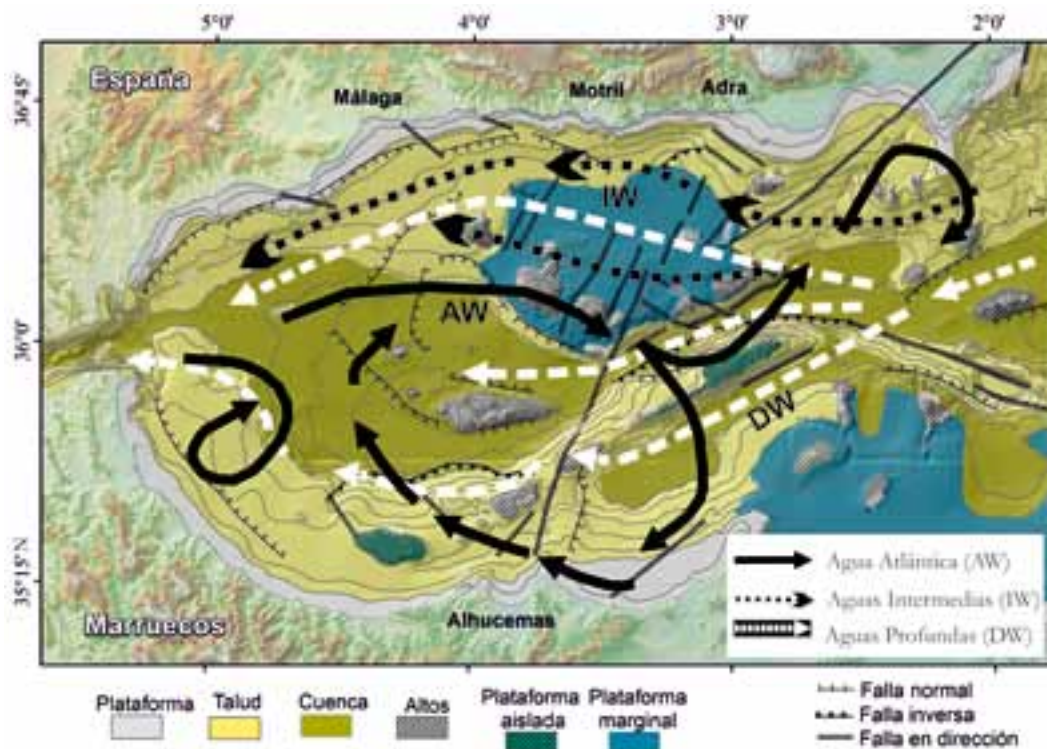 5°0' 4°0' 3°0' 2°0'
España
36°45'
Málaga Motril Adra
IW
AW
36°0'
DW
35°15'N
Agua Atlántica (AW)
Aguas Intermedias (IW)
Aguas Profundas (DW)
Alhucemas
Marruecos
Plataforma Talud Cuenca Altos Plataforma aislada Plataforma marginal
Falla normal
Falla inversa
Falla en dirección